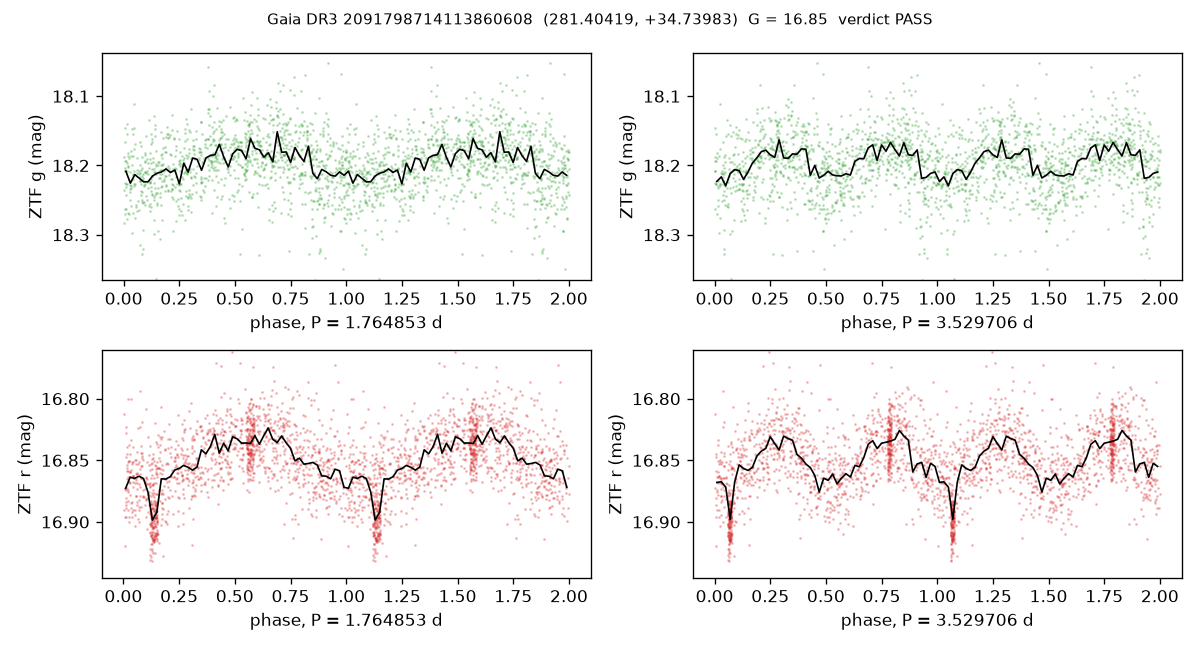 Gaia DR3 2091798714113860608 (281.40419, +34.73983) G = 16.85 verdict PASS
ZTF g (mag)
18.1
18.2
18.3
0.00 0.25 0.50 0.75 1.00 1.25 1.50 1.75 2.00
phase, P = 1.764853 d
ZTF g (mag)
18.1
18.2
18.3
0.00 0.25 0.50 0.75 1.00 1.25 1.50 1.75 2.00
phase, P = 3.529706 d
ZTF r (mag)
16.80
16.85
16.90
0.00 0.25 0.50 0.75 1.00 1.25 1.50 1.75 2.00
phase, P = 1.764853 d
ZTF r (mag)
16.80
16.85
16.90
0.00 0.25 0.50 0.75 1.00 1.25 1.50 1.75 2.00
phase, P = 3.529706 d